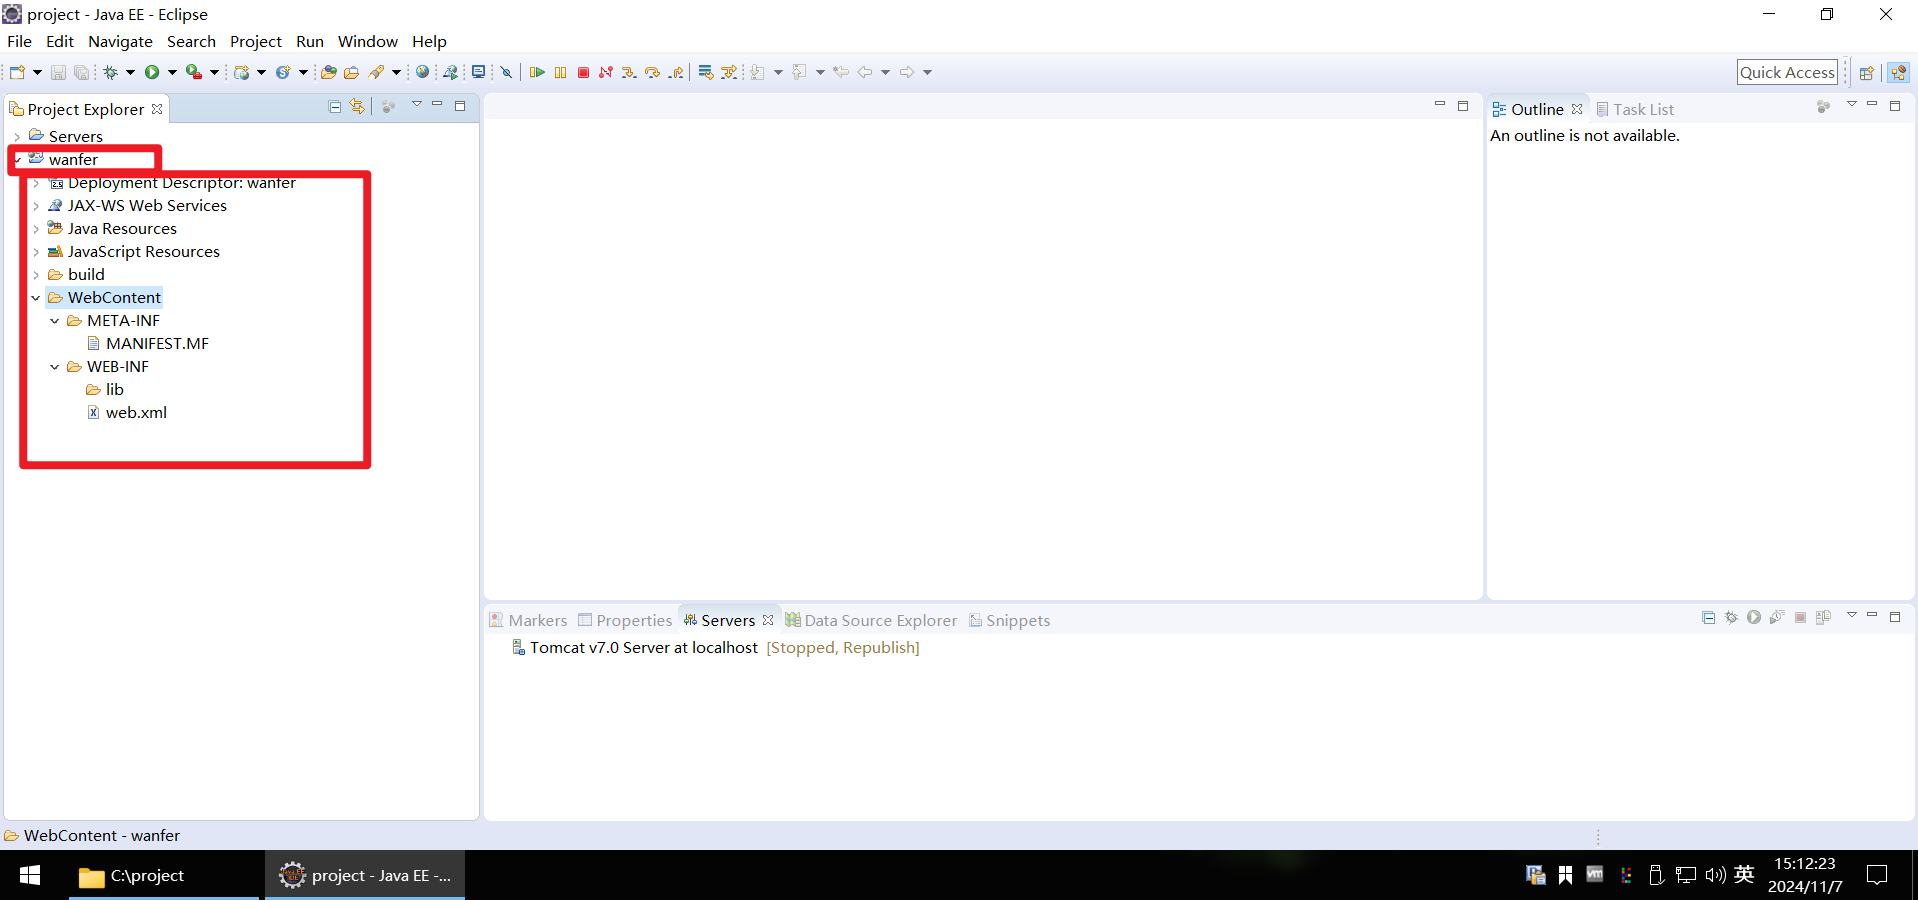 project - Java EE - Eclipse
File Edit Navigate Search Project Run Window Help
Quick Access
Project Explorer
Servers
wanfer
Deployment Descriptor: wanfer
JAX-WS Web Services
Java Resources
JavaScript Resources
build
WebContent
META-INF
MANIFEST.MF
WEB-INF
lib
web.xml
Outline Task List
An outline is not available.
Markers Properties Servers Data Source Explorer Snippets
Tomcat v7.0 Server at localhost [Stopped, Republish]
WebContent - wanfer
C:\project
project - Java EE -...
英
15:12:23
2024/11/7